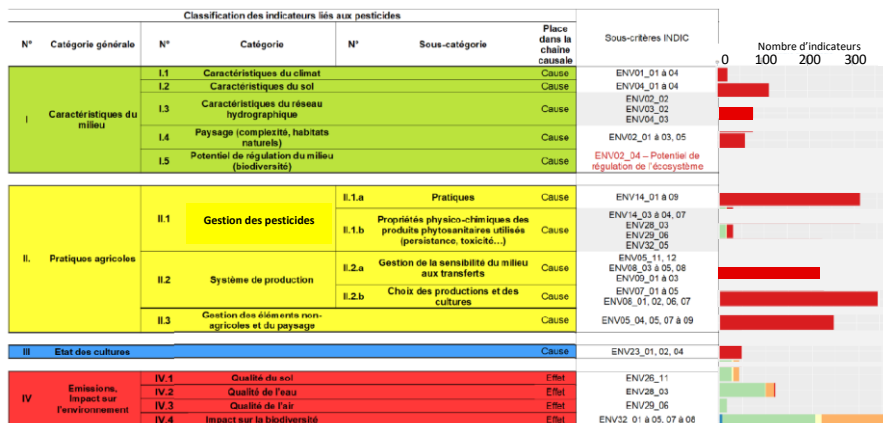 Classification des indicateurs liés aux pesticides
N° Catégorie générale N° Catégorie N° Sous-catégorie Place dans la chaine causale Sous-critères INDIC
Nombre d'indicateurs
0 100 200 300
I Caractéristiques du milieu
I.1 Caractéristiques du climat Cause ENV01_01 à 04
I.2 Caractéristiques du sol Cause ENV04_01 à 04
I.3 Caractéristiques du réseau hydrographique Cause ENV02_02
ENV03_02
ENV04_03
I.4 Paysage (complexité, habitats naturels) Cause ENV02_01 à 03, 05
I.5 Potentiel de régulation du milieu (biodiversité) Cause ENV02_04 – Potentiel de régulation de l'écosystème
II. Pratiques agricoles
II.1 Gestion des pesticides
II.1.a Pratiques Cause ENV14_01 à 09
II.1.b Propriétés physico-chimiques des produits phytosanitaires utilisés (persistance, toxicité...) Cause ENV14_03 à 04, 07
ENV28_03
ENV29_06
ENV32_05
II.2 Système de production
II.2.a Gestion de la sensibilité du milieu aux transferts Cause ENV05_11, 12
ENV08_03 à 05, 08
ENV09_01 à 03
II.2.b Choix des productions et des cultures Cause ENV07_01 à 05
ENV08_01, 02, 06, 07
II.3 Gestion des éléments non-agricoles et du paysage Cause ENV05_04, 05, 07 à 09
III Etat des cultures Cause ENV23_01, 02, 04
IV Emissions, Impact sur l'environnement
IV.1 Qualité du sol Effet ENV26_11
IV.2 Qualité de l'eau Effet ENV28_03
IV.3 Qualité de l'air Effet ENV29_06
IV.4 Impact sur la biodiversité Effet ENV32_01 à 05, 07 à 08